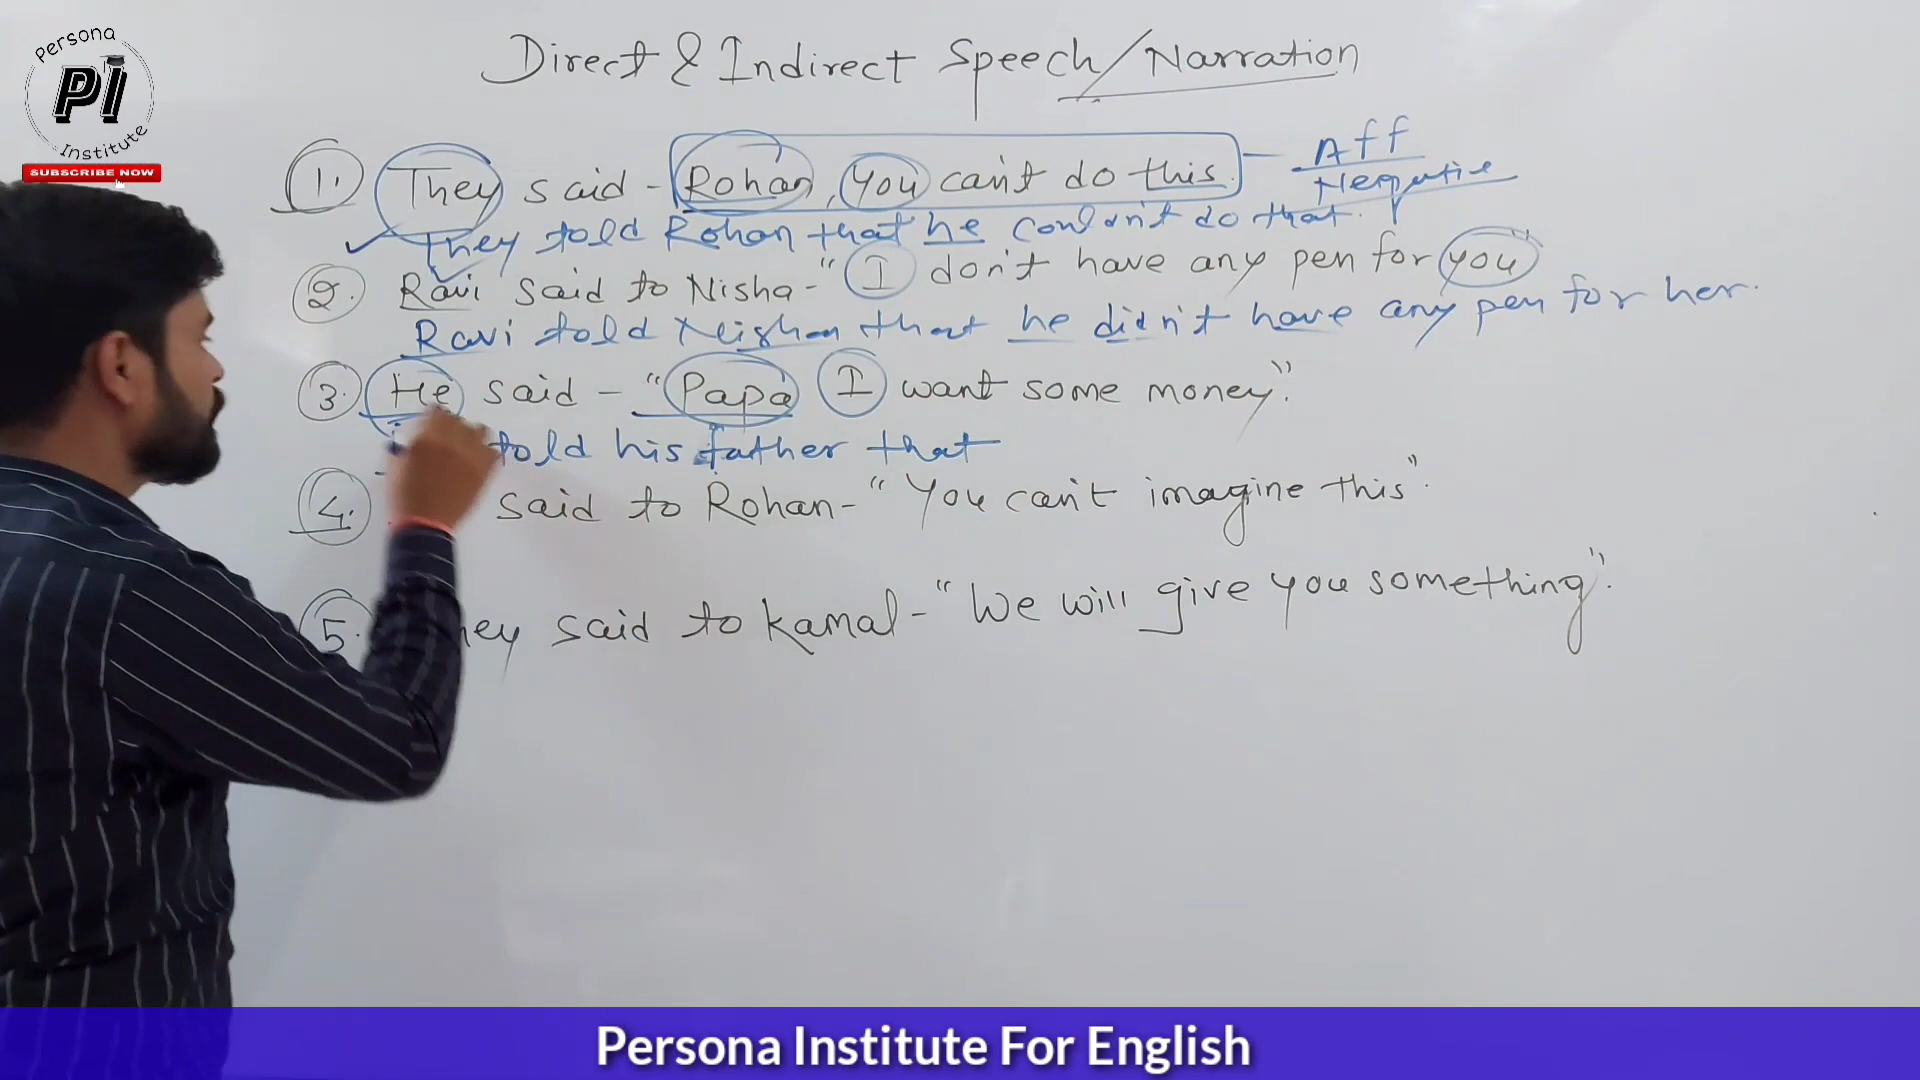 Persona
PI
Institute
SUBSCRIBE NOW
Direct & Indirect Speech/Narration
1. They said - Rohan, you can't do this. - Aff
Negative
They told Rohan that he couldn't do that.
2. Ravi said to Nisha - "I don't have any pen for you"
Ravi told Nisha that he didn't have any pen for her.
3. He said - "Papa I want some money".
told his father that
4. said to Rohan - "You can't imagine this".
5. hey said to Kamal - "We will give you something".
Persona Institute For English